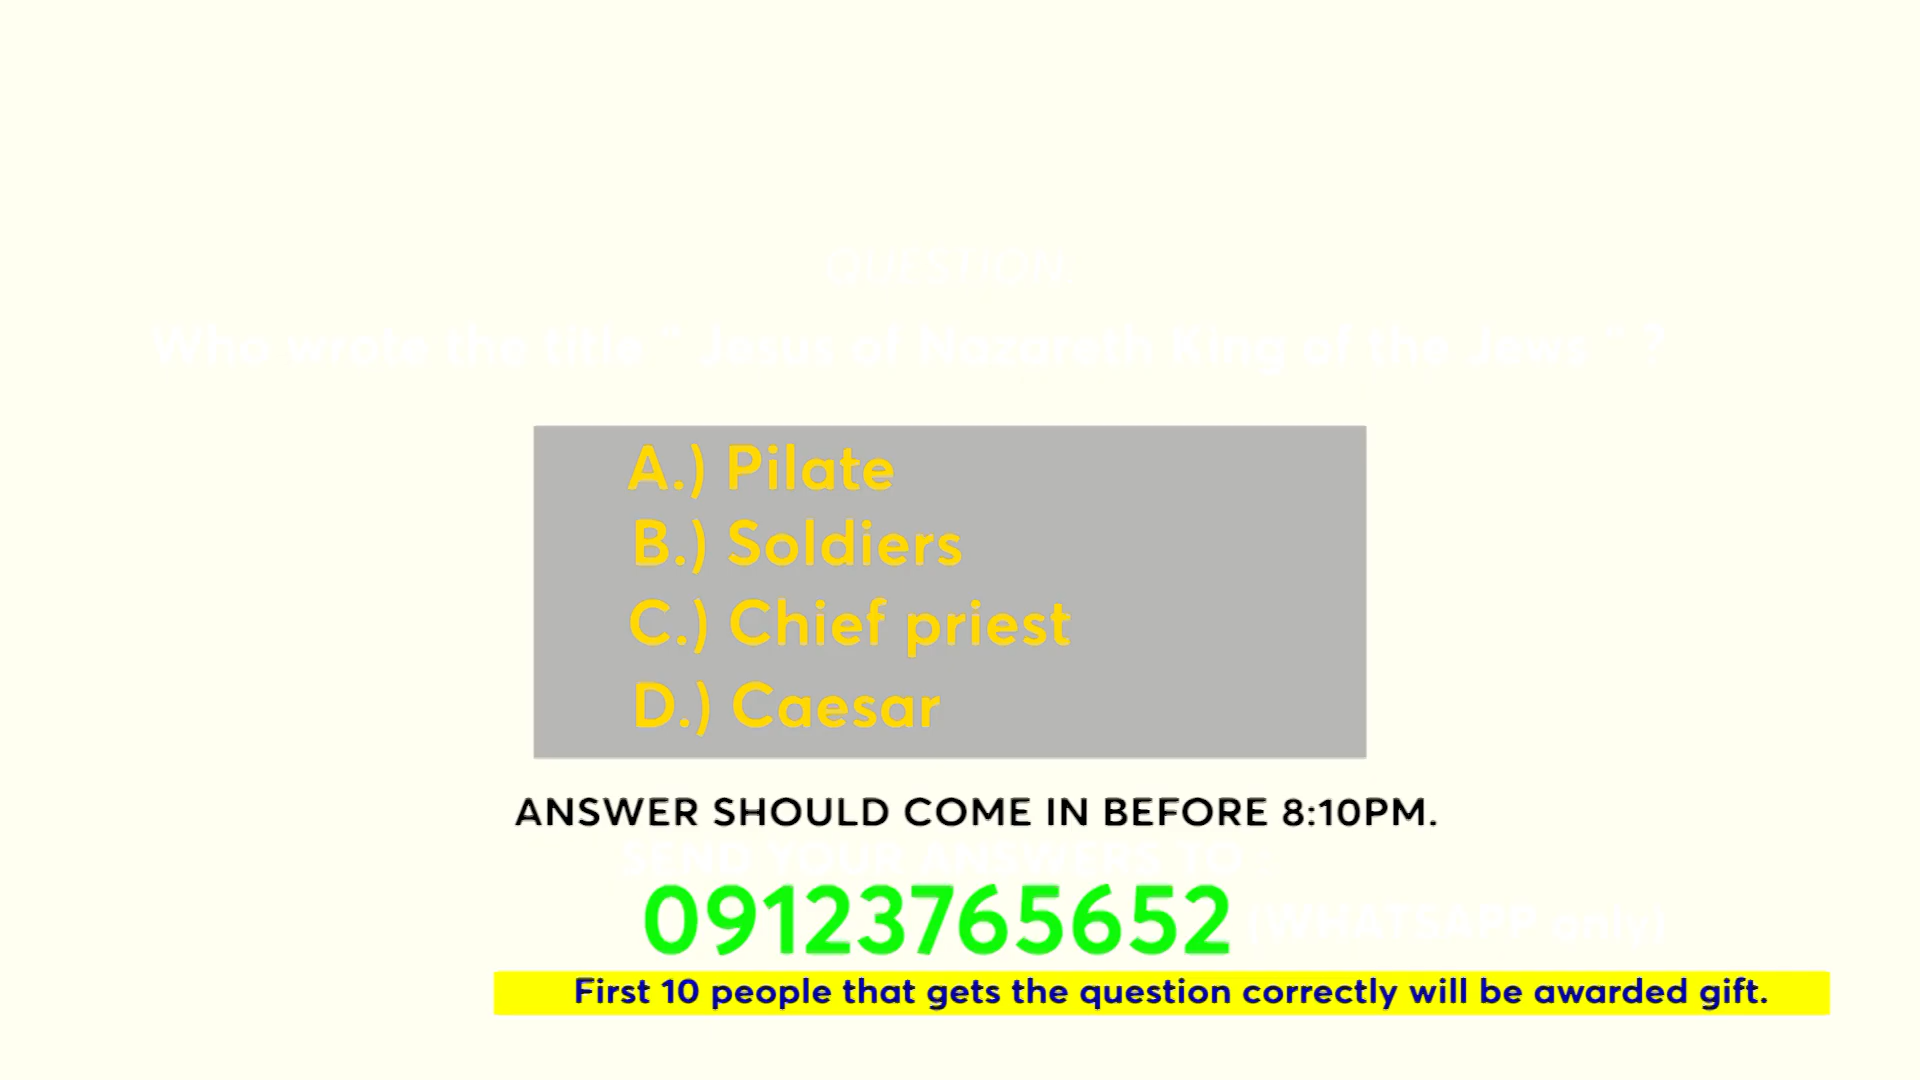 QUESTION
Who wrote the title " Jesus of Nazareth King of the Jews " ?
A.) Pilate
B.) Soldiers
C.) Chief priest
D.) Caesar
ANSWER SHOULD COME IN BEFORE 8:10PM.
SEND YOUR ANSWERS TO
09123765652 (WHATSAPP only)
First 10 people that gets the question correctly will be awarded gift.